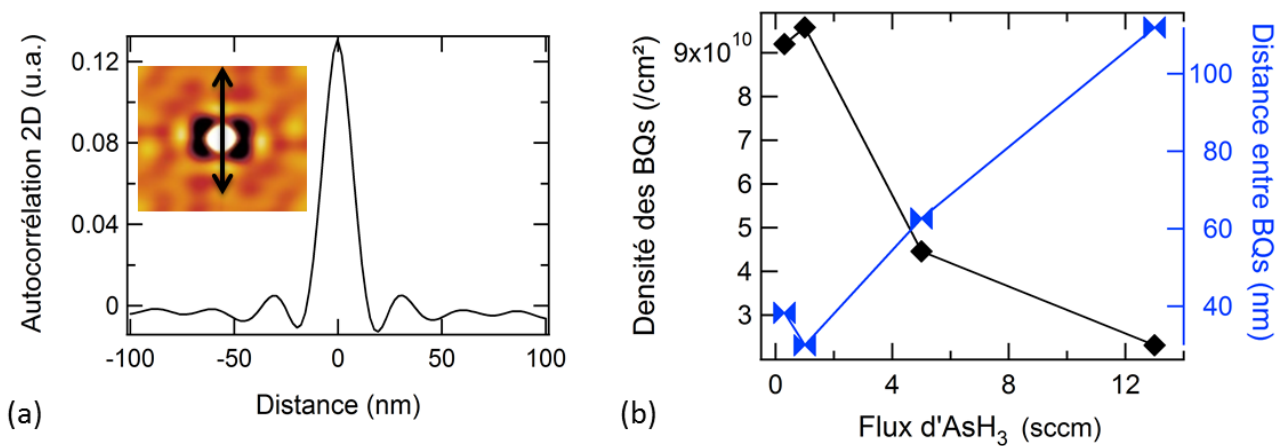 Autocorrélation 2D (u.a.)
0.12
0.08
0.04
0
-100
-50
0
50
100
Distance (nm)
(a)
Densité des BQs (/cm²)
9x10¹⁰
8
7
6
5
4
3
0
4
8
12
Flux d'AsH₃ (sccm)
100
80
60
40
Distance entre BQs (nm)
(b)